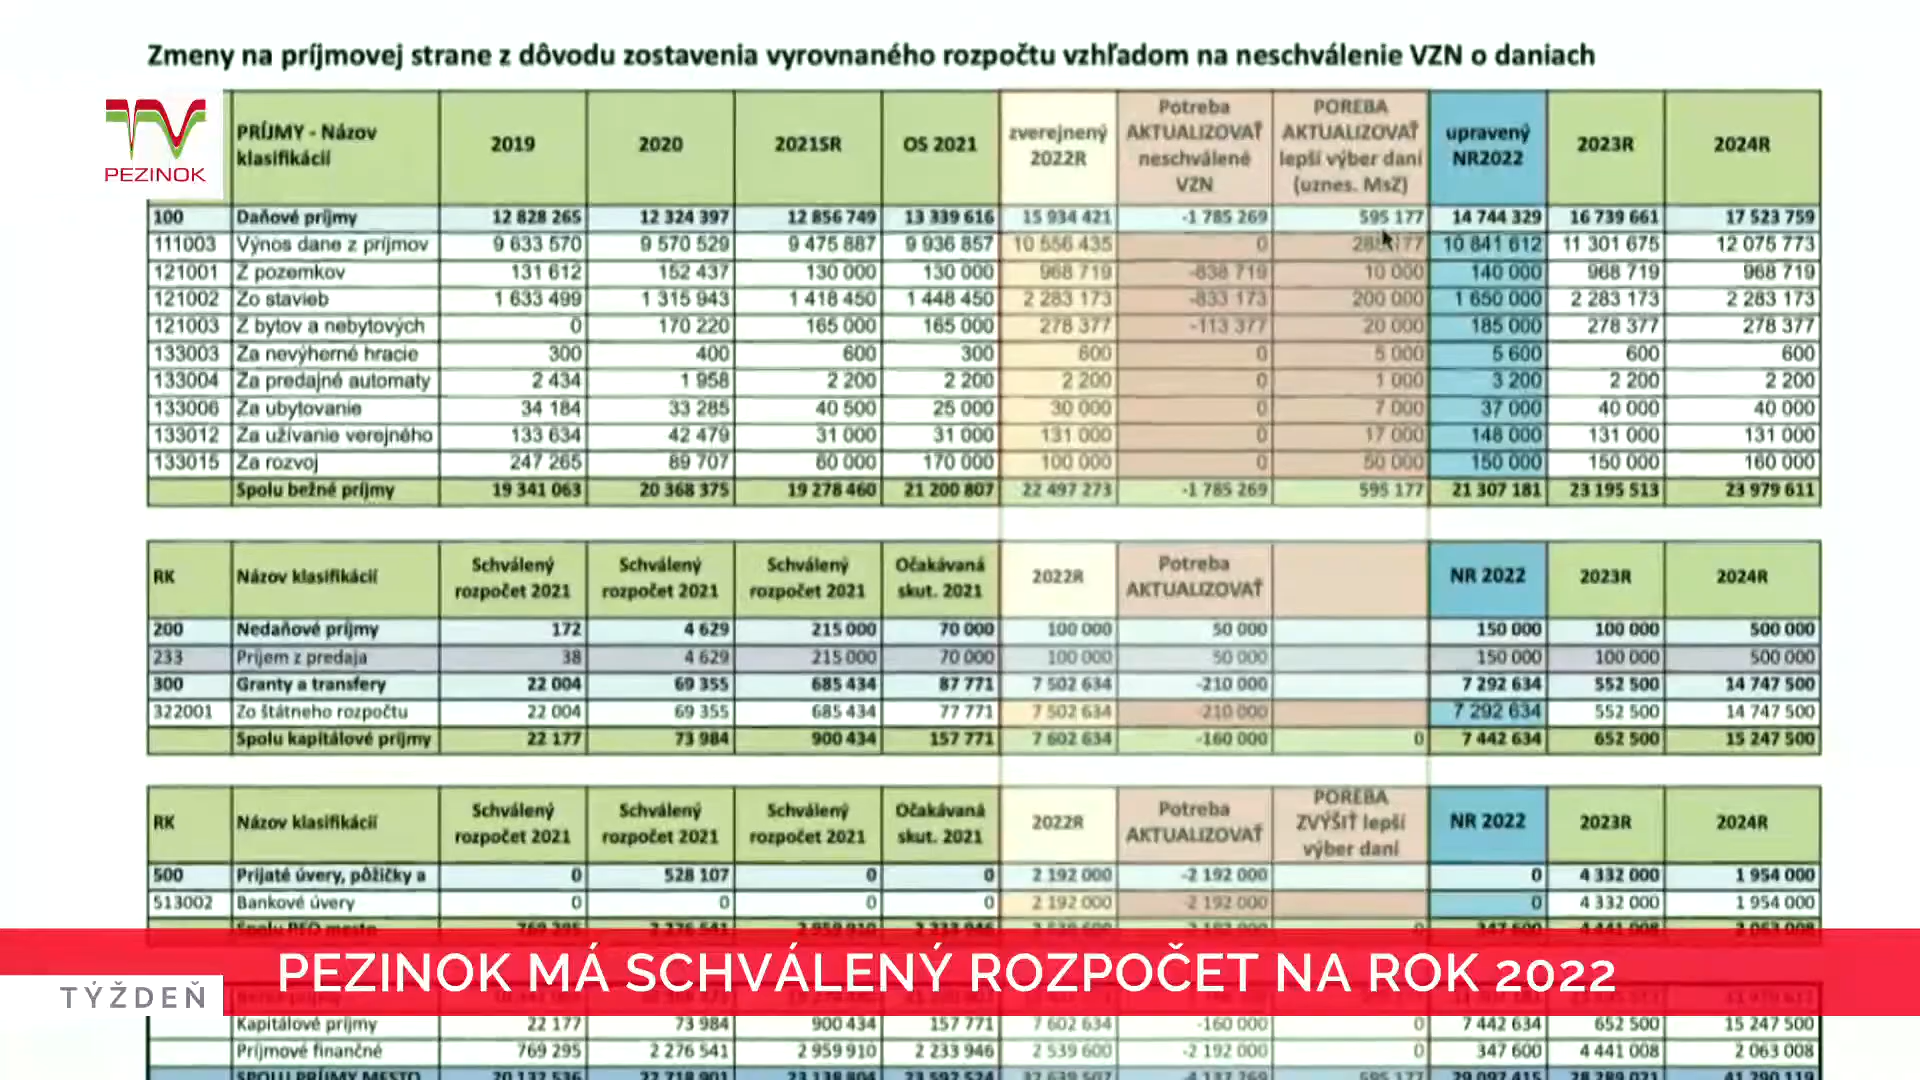 Zmeny na príjmovej strane z dôvodu zostavenia vyrovnaného rozpočtu vzhľadom na neschválenie VZN o daniach
PEZINOK
PRÍJMY - Názov klasifikácií 2019 2020 2021SR OS 2021 zverejnený 2022R Potreba AKTUALIZOVAŤ neschválené VZN POREBA AKTUALIZOVAŤ lepší výber daní (uznes. MsZ) upravený NR2022 2023R 2024R
100 Daňové príjmy 12 828 265 12 324 397 12 856 749 13 339 616 15 934 421 -1 785 269 595 177 14 744 329 16 739 661 17 523 759
111003 Výnos dane z príjmov 9 633 570 9 570 529 9 475 887 9 936 857 10 556 435 0 10 841 612 11 301 675 12 075 773
121001 Z pozemkov 131 612 152 437 130 000 130 000 968 719 -838 719 10 000 140 000 968 719 968 719
121002 Zo stavieb 1 633 499 1 315 943 1 418 450 1 448 450 2 283 173 -833 173 200 000 1 650 000 2 283 173 2 283 173
121003 Z bytov a nebytových 0 170 220 165 000 165 000 278 377 -113 377 20 000 185 000 278 377 278 377
133003 Za nevýherné hracie 300 400 600 300 600 0 5 000 5 600 600 600
133004 Za predajné automaty 2 434 1 958 2 200 2 200 2 200 0 1 000 3 200 2 200 2 200
133006 Za ubytovanie 34 184 33 285 40 500 25 000 30 000 0 7 000 37 000 40 000 40 000
133012 Za užívanie verejného 133 634 42 479 31 000 31 000 131 000 0 17 000 148 000 131 000 131 000
133015 Za rozvoj 247 265 89 707 60 000 170 000 100 000 0 50 000 150 000 150 000 160 000
Spolu bežné príjmy 19 341 063 20 368 375 19 278 460 21 200 807 22 497 273 -1 785 269 595 177 21 307 181 23 195 513 23 979 611
RK Názov klasifikácií Schválený rozpočet 2021 Schválený rozpočet 2021 Schválený rozpočet 2021 Očakávaná skut. 2021 2022R Potreba AKTUALIZOVAŤ NR 2022 2023R 2024R
200 Nedaňové príjmy 172 4 629 215 000 70 000 100 000 50 000 150 000 100 000 500 000
233 Príjem z predaja 38 4 629 215 000 70 000 100 000 50 000 150 000 100 000 500 000
300 Granty a transfery 22 004 69 355 685 434 87 771 7 502 634 -210 000 7 292 634 552 500 14 747 500
322001 Zo štátneho rozpočtu 22 004 69 355 685 434 77 771 7 502 634 -210 000 7 292 634 552 500 14 747 500
Spolu kapitálové príjmy 22 177 73 984 900 434 157 771 7 602 634 -160 000 0 7 442 634 652 500 15 247 500
RK Názov klasifikácií Schválený rozpočet 2021 Schválený rozpočet 2021 Schválený rozpočet 2021 Očakávaná skut. 2021 2022R Potreba AKTUALIZOVAŤ POREBA ZVÝŠIŤ lepší výber daní NR 2022 2023R 2024R
500 Prijaté úvery, pôžičky a 0 528 107 0 0 2 192 000 -2 192 000 0 4 332 000 1 954 000
513002 Bankové úvery 0 0 0 0 2 192 000 -2 192 000 0 4 332 000 1 954 000
PEZINOK MÁ SCHVÁLENÝ ROZPOČET NA ROK 2022
TÝŽDEŇ
Kapitálové príjmy 22 177 73 984 900 434 157 771 7 602 634 -160 000 0 7 442 634 652 500 15 247 500
Príjmové finančné 769 295 2 276 541 2 959 910 2 233 946 2 539 600 -2 192 000 0 347 600 4 441 008 2 063 008
SPOLU PRÍJMY MESTO